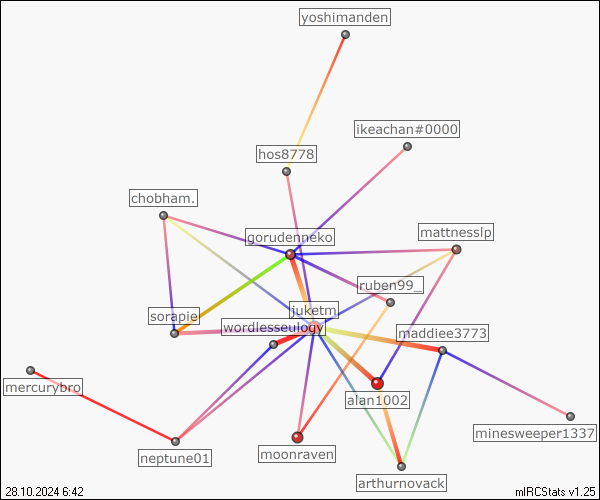 yoshimanden
ikeachan#0000
hos8778
chobham.
mattnesslp
gorudenneko
ruben99_
juketm
sorapie
wordlesseulogy
maddiee3773
mercurybro
alan1002
minesweeper1337
moonraven
neptune01
arthurnovack
28.10.2024 6:42
mIRCStats v1.25